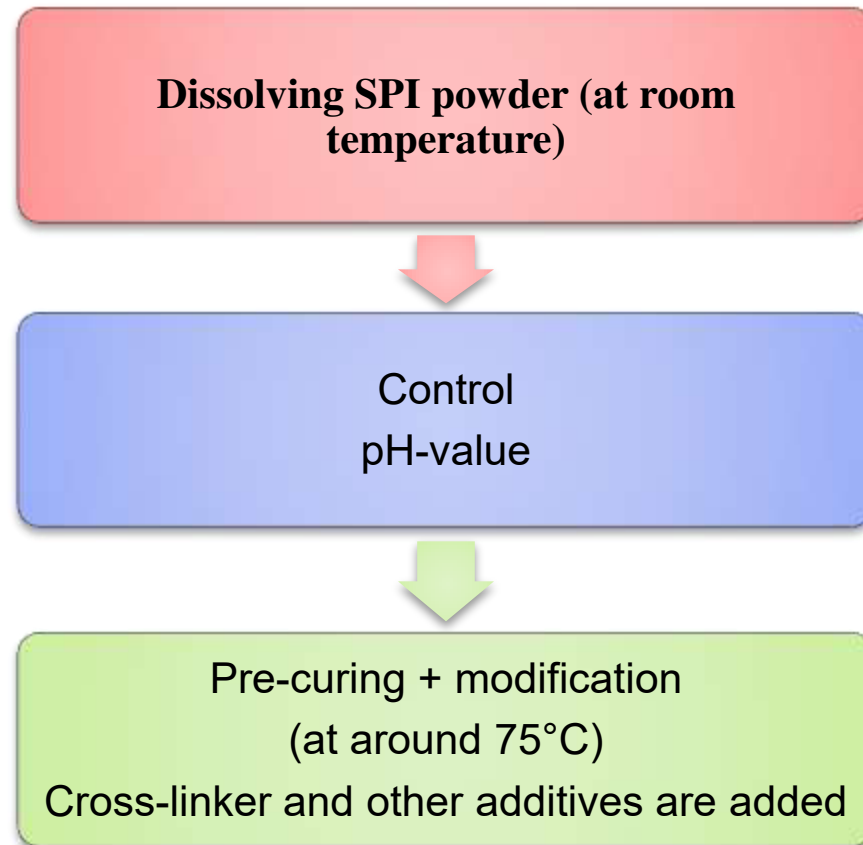 Dissolving SPI powder (at room
temperature)
Control
pH-value
Pre-curing + modification
(at around 75°C)
Cross-linker and other additives are added